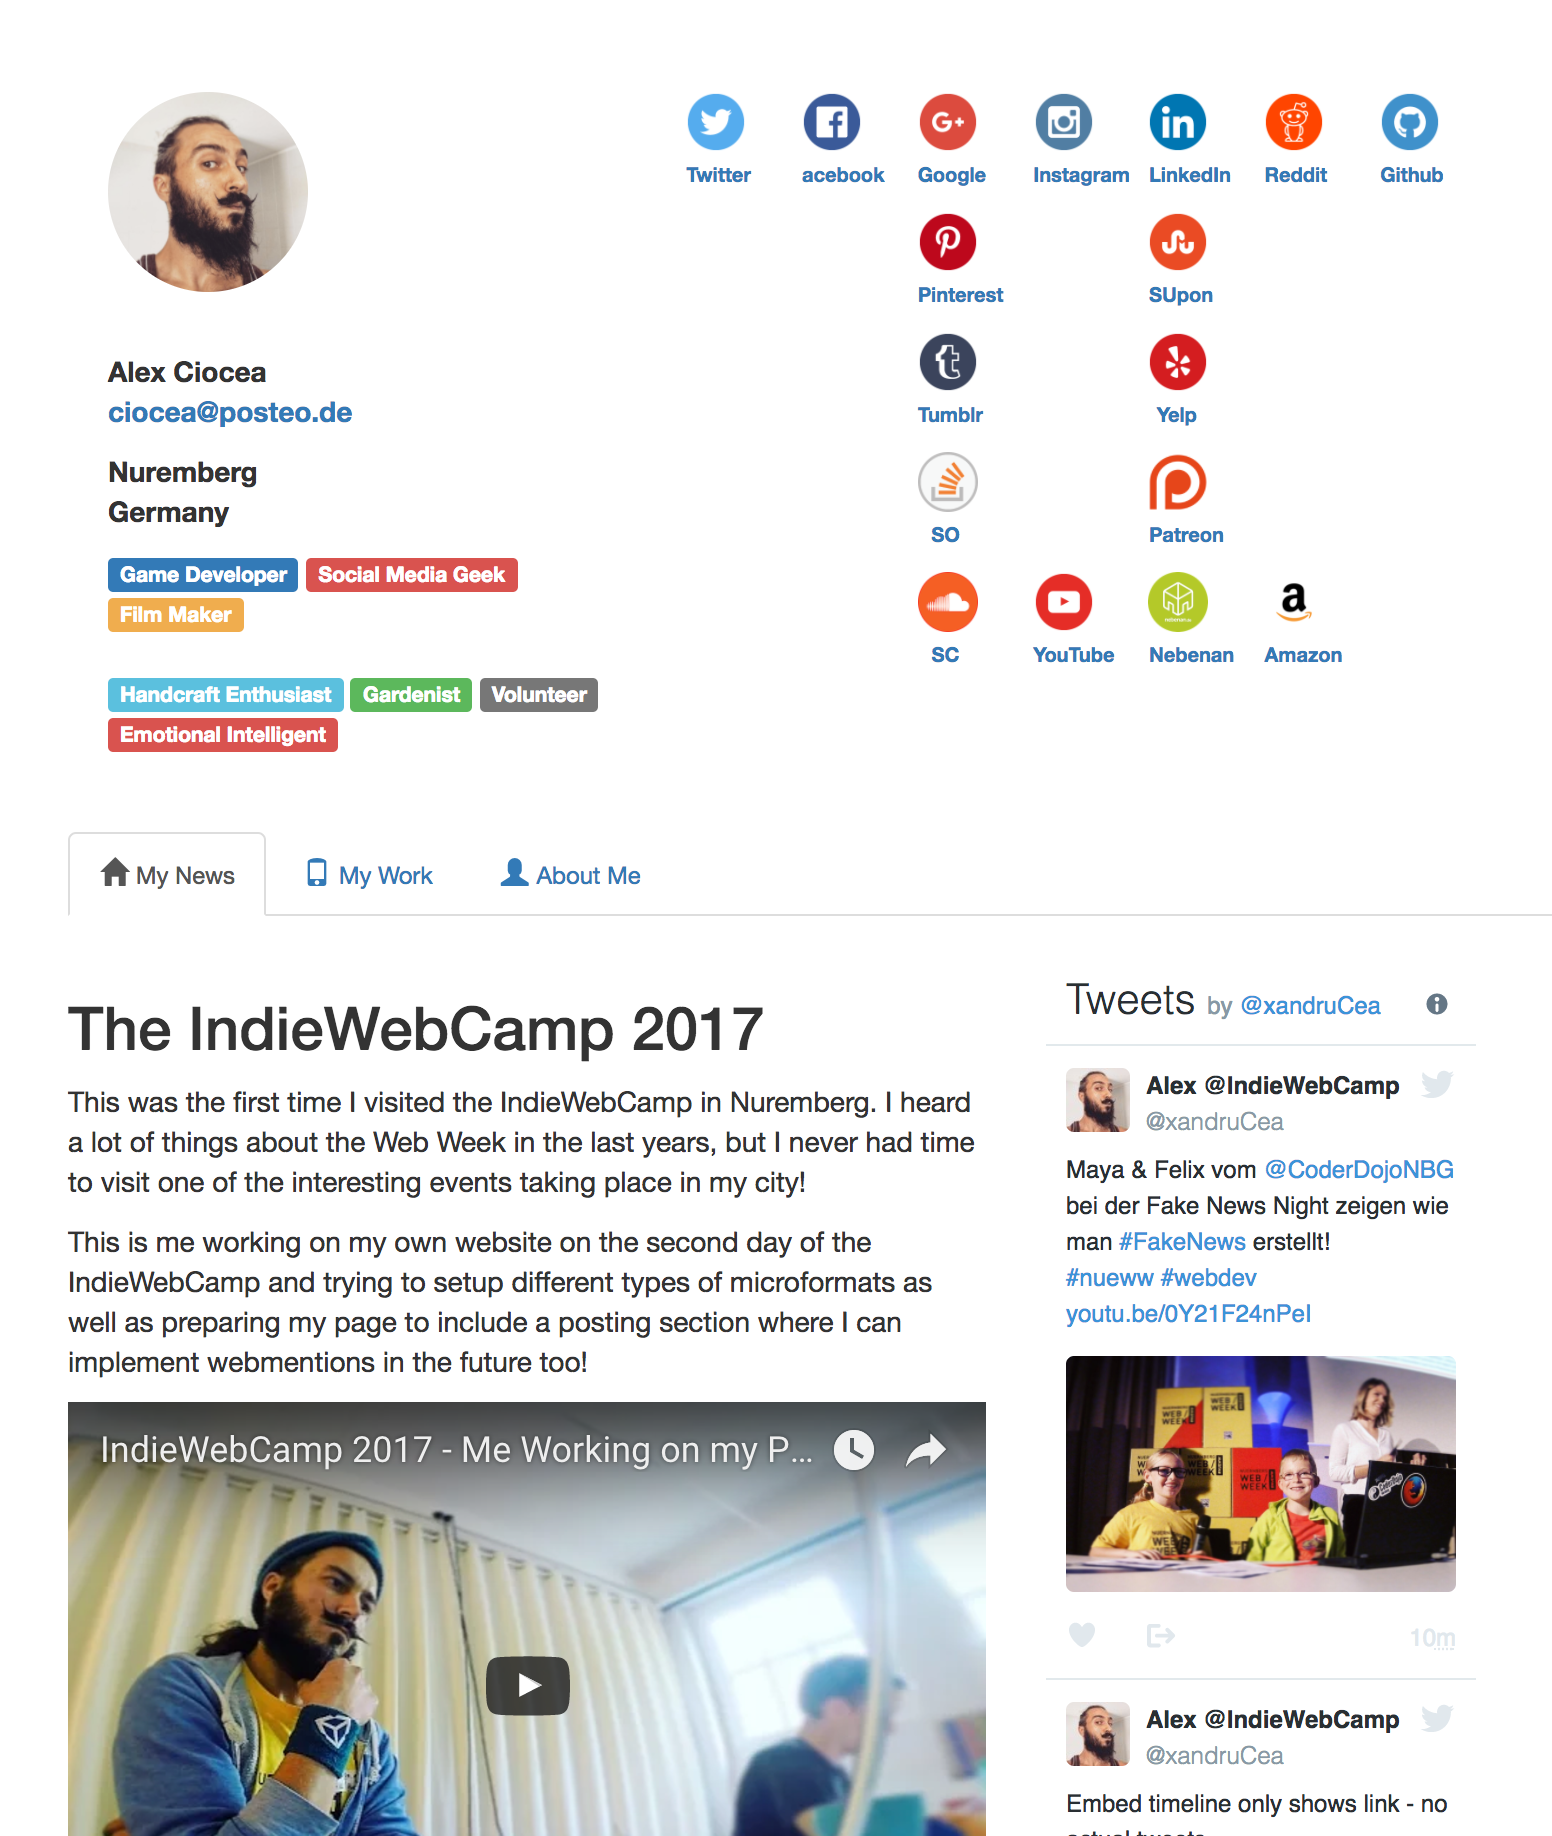 Twitter acebook Google Instagram LinkedIn Reddit Github
Pinterest SUpon
Tumblr Yelp
SO Patreon
SC YouTube Nebenan Amazon
Alex Ciocea
ciocea@posteo.de
Nuremberg
Germany
Game Developer Social Media Geek
Film Maker
Handcraft Enthusiast Gardenist Volunteer
Emotional Intelligent
My News My Work About Me
The IndieWebCamp 2017
This was the first time I visited the IndieWebCamp in Nuremberg. I heard
a lot of things about the Web Week in the last years, but I never had time
to visit one of the interesting events taking place in my city!
This is me working on my own website on the second day of the
IndieWebCamp and trying to setup different types of microformats as
well as preparing my page to include a posting section where I can
implement webmentions in the future too!
IndieWebCamp 2017 - Me Working on my P...
Tweets by @xandruCea
Alex @IndieWebCamp
@xandruCea
Maya & Felix vom @CoderDojoNBG
bei der Fake News Night zeigen wie
man #FakeNews erstellt!
#nueww #webdev
youtu.be/0Y21F24nPeI
WEB /
WEEK
WEB /
WEEK
10m
Alex @IndieWebCamp
@xandruCea
Embed timeline only shows link - no
actual tweets